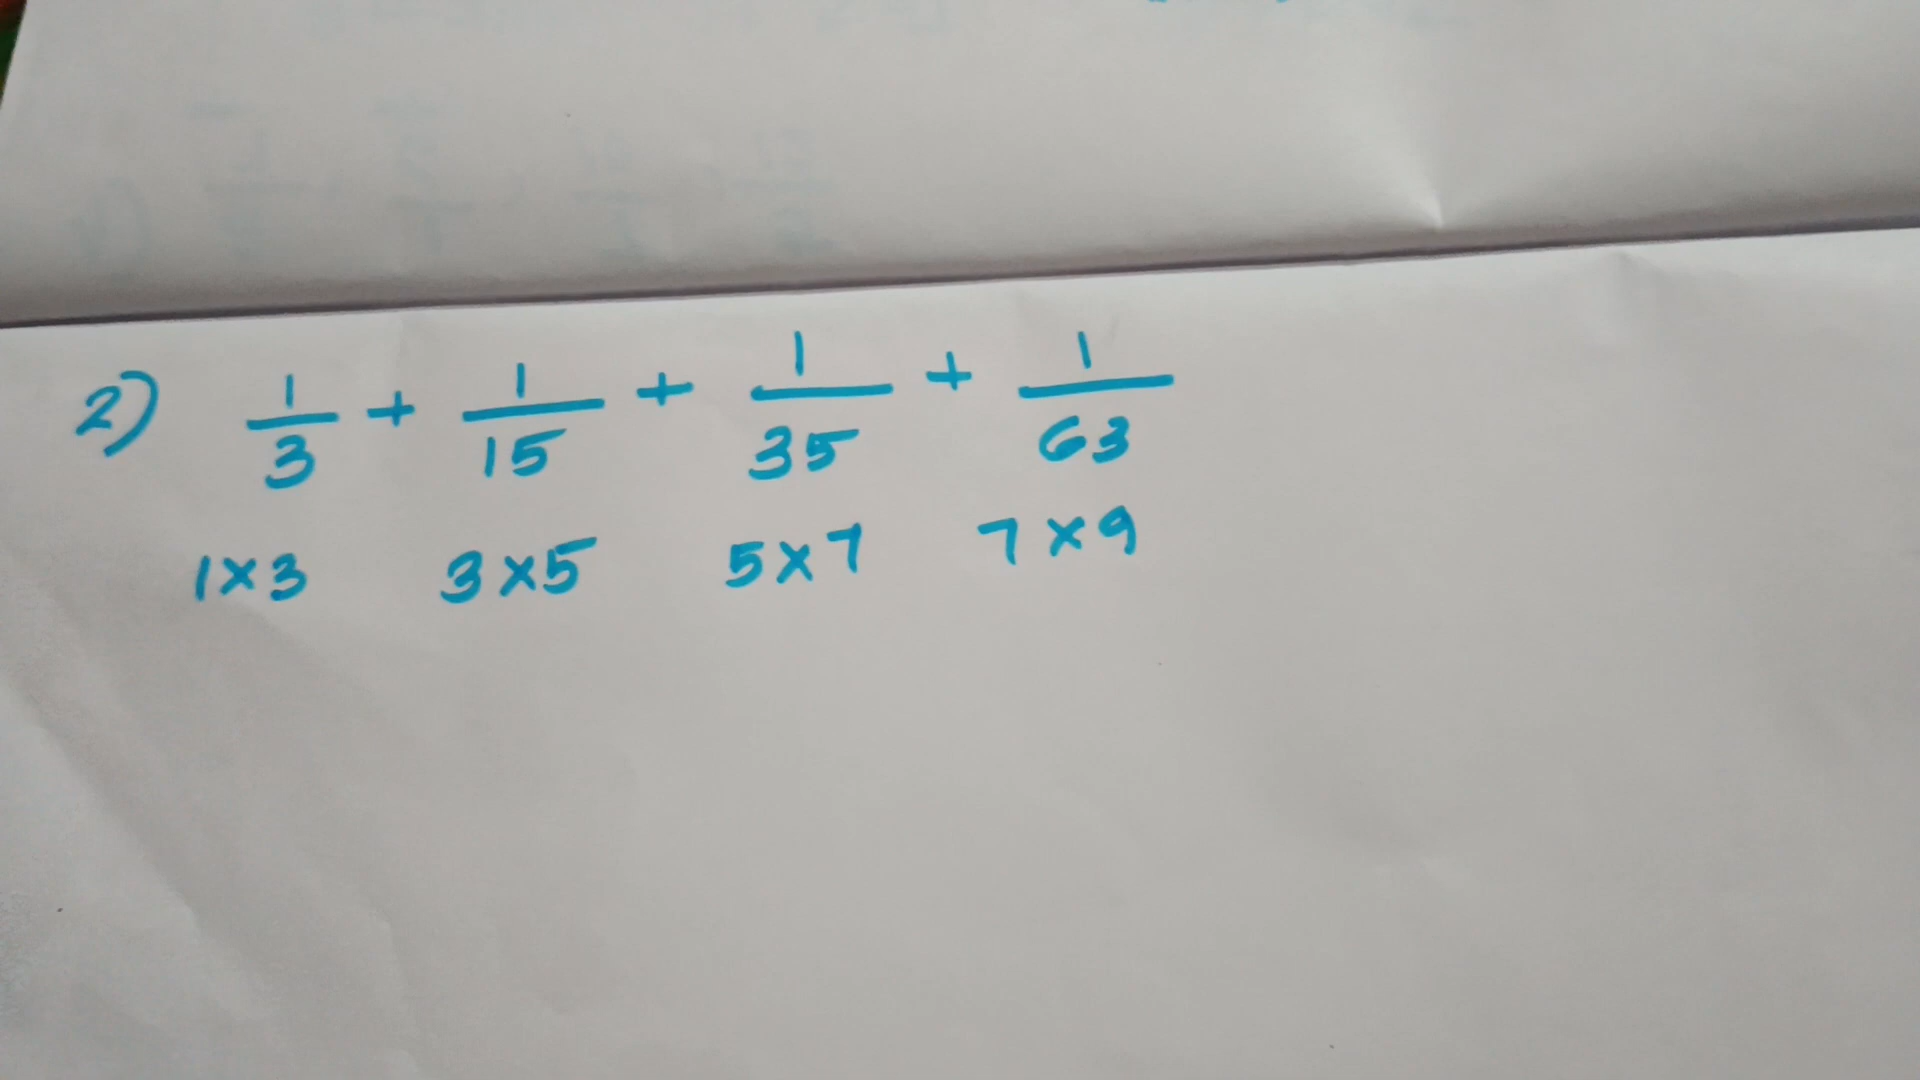 2) 1/3 + 1/15 + 1/35 + 1/63
1×3 3×5 5×7 7×9